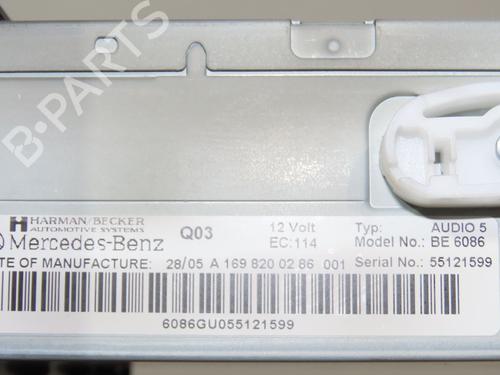 B-PARTS
HARMAN/BECKER
AUTOMOTIVE SYSTEMS
Mercedes-Benz Q03 12 Volt EC:114 Typ: AUDIO 5 Model No.: BE 6086
TE OF MANUFACTURE: 28/05 A 169 820 02 86 001 Serial No.: 55121599
6086GU055121599